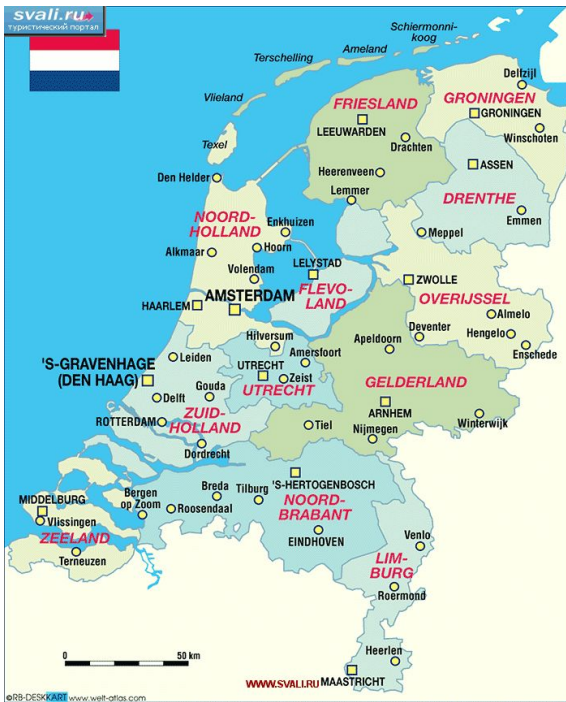 svali.ru
туристический портал
Schiermonni-
koog
Ameland
Terschelling
Vlieland
Texel
Delfzijl
FRIESLAND
GRONINGEN
GRONINGEN
LEEUWARDEN
Winschoten
Drachten
ASSEN
Heerenveen
Den Helder
Lemmer
DRENTHE
NOORD-
HOLLAND
Enkhuizen
Emmen
Meppel
Hoorn
Alkmaar
LELYSTAD
Volendam
ZWOLLE
FLEVO-
LAND
AMSTERDAM
OVERIJSSEL
HAARLEM
Almelo
Hilversum
Deventer
Hengelo
Apeldoorn
Enschede
Leiden
Amersfoort
'S-GRAVENHAGE
(DEN HAAG)
UTRECHT
Zeist
UTRECHT
GELDERLAND
Gouda
Delft
ARNHEM
ZUID-
HOLLAND
ROTTERDAM
Tiel
Winterwijk
Nijmegen
Dordrecht
'S-HERTOGENBOSCH
MIDDELBURG
Bergen
op Zoom
Breda
Tilburg
NOORD-
BRABANT
Roosendaal
Vlissingen
ZEELAND
EINDHOVEN
Venlo
Terneuzen
LIM-
BURG
Roermond
Heerlen
0 50 km
WWW.SVALI.RU
MAASTRICHT
©RB-DESKKART www.welt-atlas.com